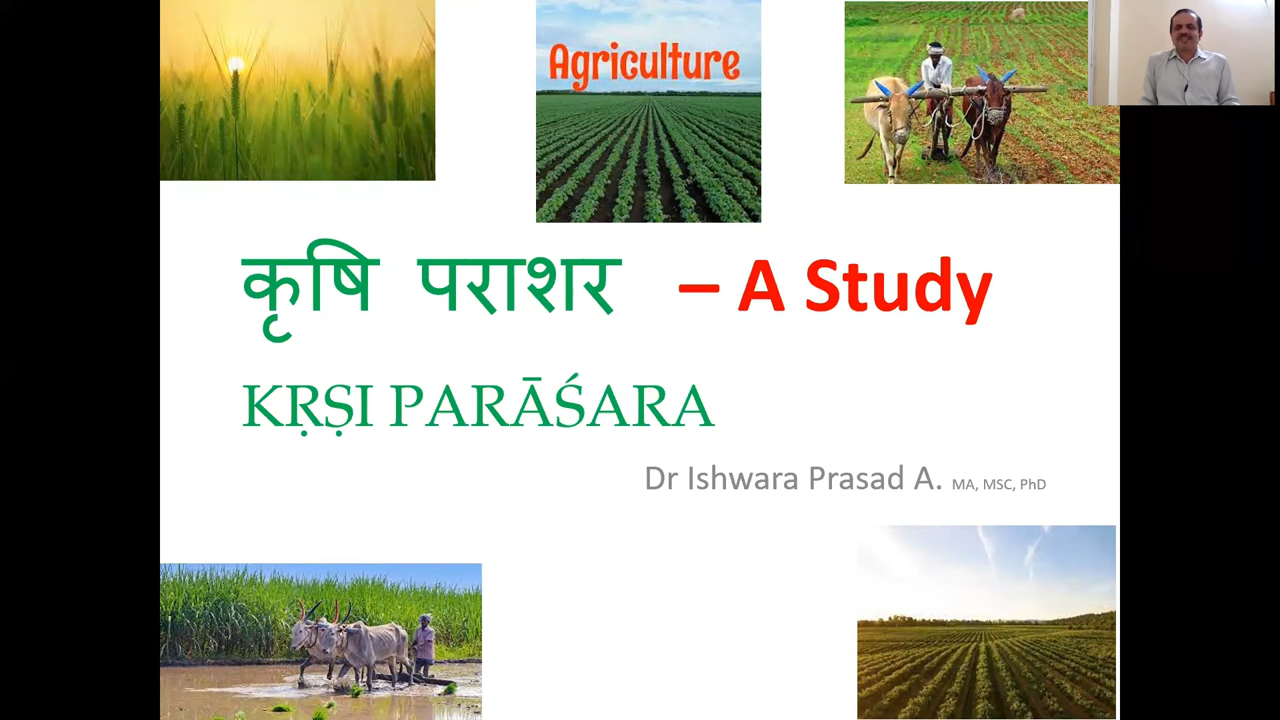 Agriculture
कृषि पराशर – A Study
KṚṢI PARĀŚARA
Dr Ishwara Prasad A. MA, MSC, PhD